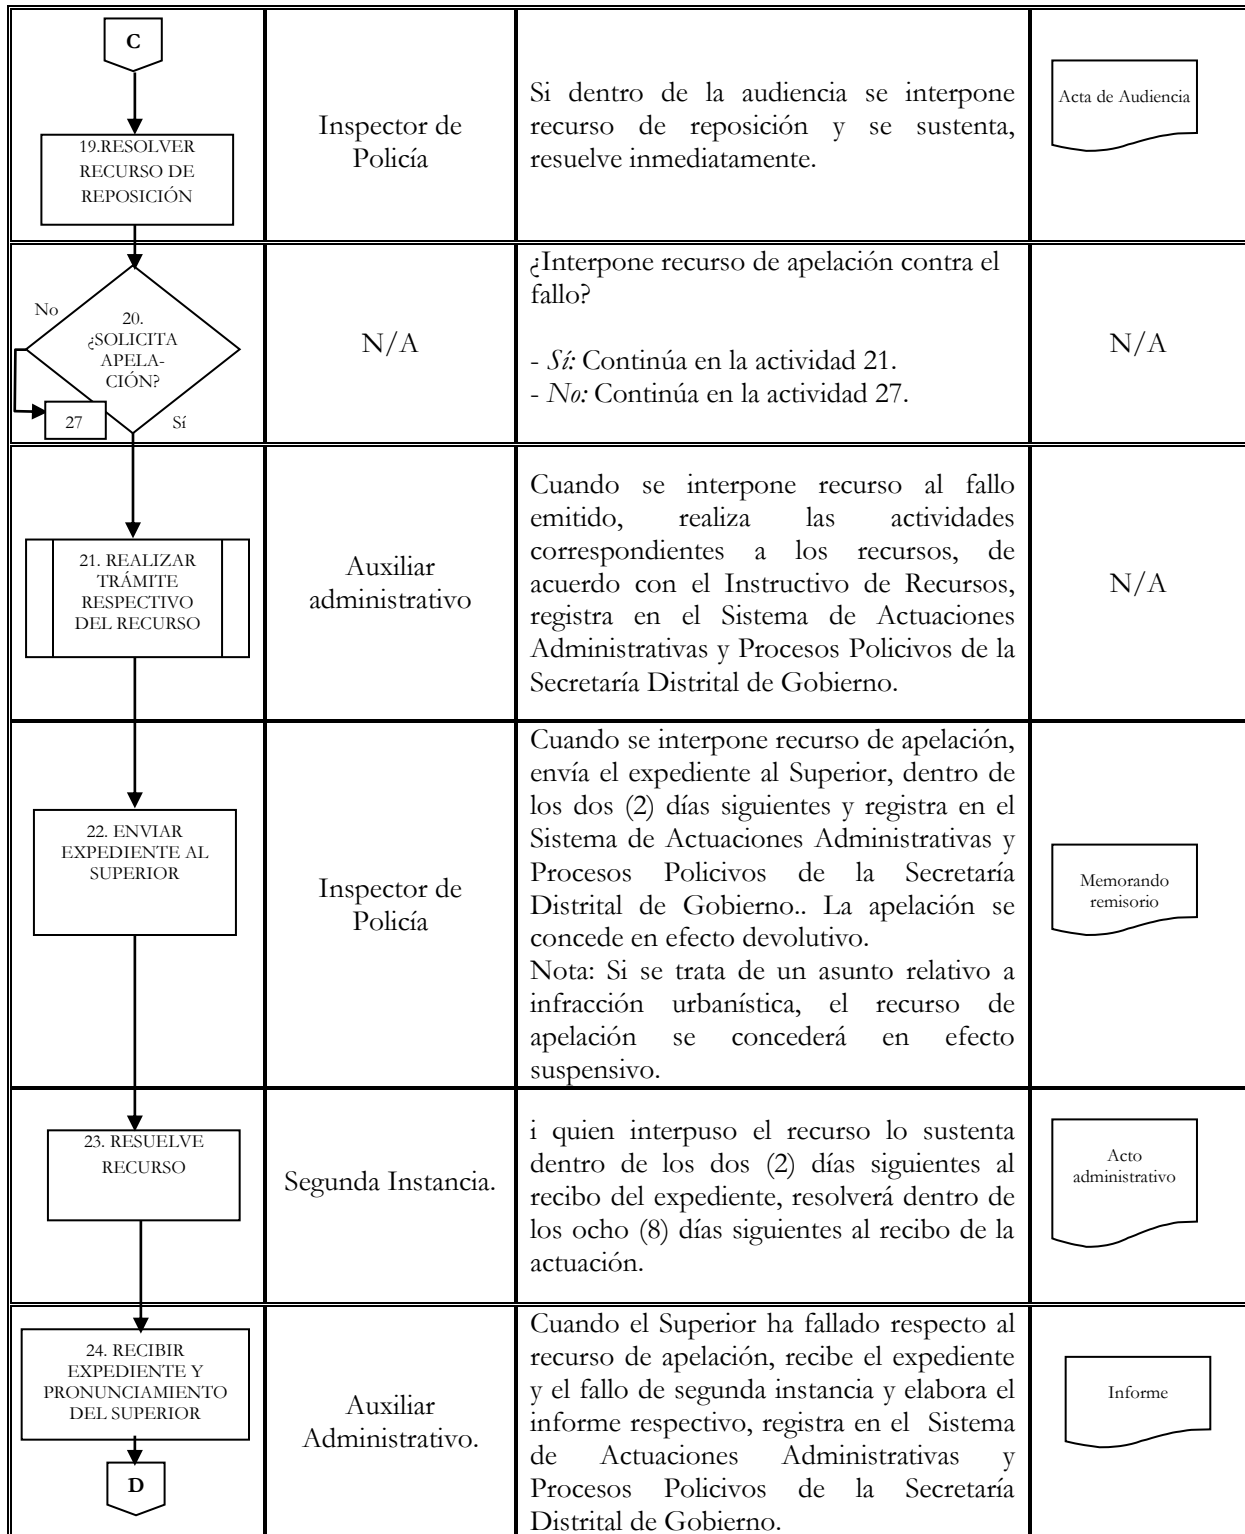 C
19.RESOLVER
RECURSO DE
REPOSICIÓN
Inspector de
Policía
Si dentro de la audiencia se interpone
recurso de reposición y se sustenta,
resuelve inmediatamente.
Acta de Audiencia
No
20.
¿SOLICITA
APELA-
CIÓN?
27
Sí
N/A
¿Interpone recurso de apelación contra el
fallo?
- Sí: Continúa en la actividad 21.
- No: Continúa en la actividad 27.
N/A
21. REALIZAR
TRÁMITE
RESPECTIVO
DEL RECURSO
Auxiliar
administrativo
Cuando se interpone recurso al fallo
emitido, realiza las actividades
correspondientes a los recursos, de
acuerdo con el Instructivo de Recursos,
registra en el Sistema de Actuaciones
Administrativas y Procesos Policivos de la
Secretaría Distrital de Gobierno.
N/A
22. ENVIAR
EXPEDIENTE AL
SUPERIOR
Inspector de
Policía
Cuando se interpone recurso de apelación,
envía el expediente al Superior, dentro de
los dos (2) días siguientes y registra en el
Sistema de Actuaciones Administrativas y
Procesos Policivos de la Secretaría
Distrital de Gobierno.. La apelación se
concede en efecto devolutivo.
Nota: Si se trata de un asunto relativo a
infracción urbanística, el recurso de
apelación se concederá en efecto
suspensivo.
Memorando
remisorio
23. RESUELVE
RECURSO
Segunda Instancia.
i quien interpuso el recurso lo sustenta
dentro de los dos (2) días siguientes al
recibo del expediente, resolverá dentro de
los ocho (8) días siguientes al recibo de la
actuación.
Acto
administrativo
24. RECIBIR
EXPEDIENTE Y
PRONUNCIAMIENTO
DEL SUPERIOR
D
Auxiliar
Administrativo.
Cuando el Superior ha fallado respecto al
recurso de apelación, recibe el expediente
y el fallo de segunda instancia y elabora el
informe respectivo, registra en el Sistema
de Actuaciones Administrativas y
Procesos Policivos de la Secretaría
Distrital de Gobierno.
Informe